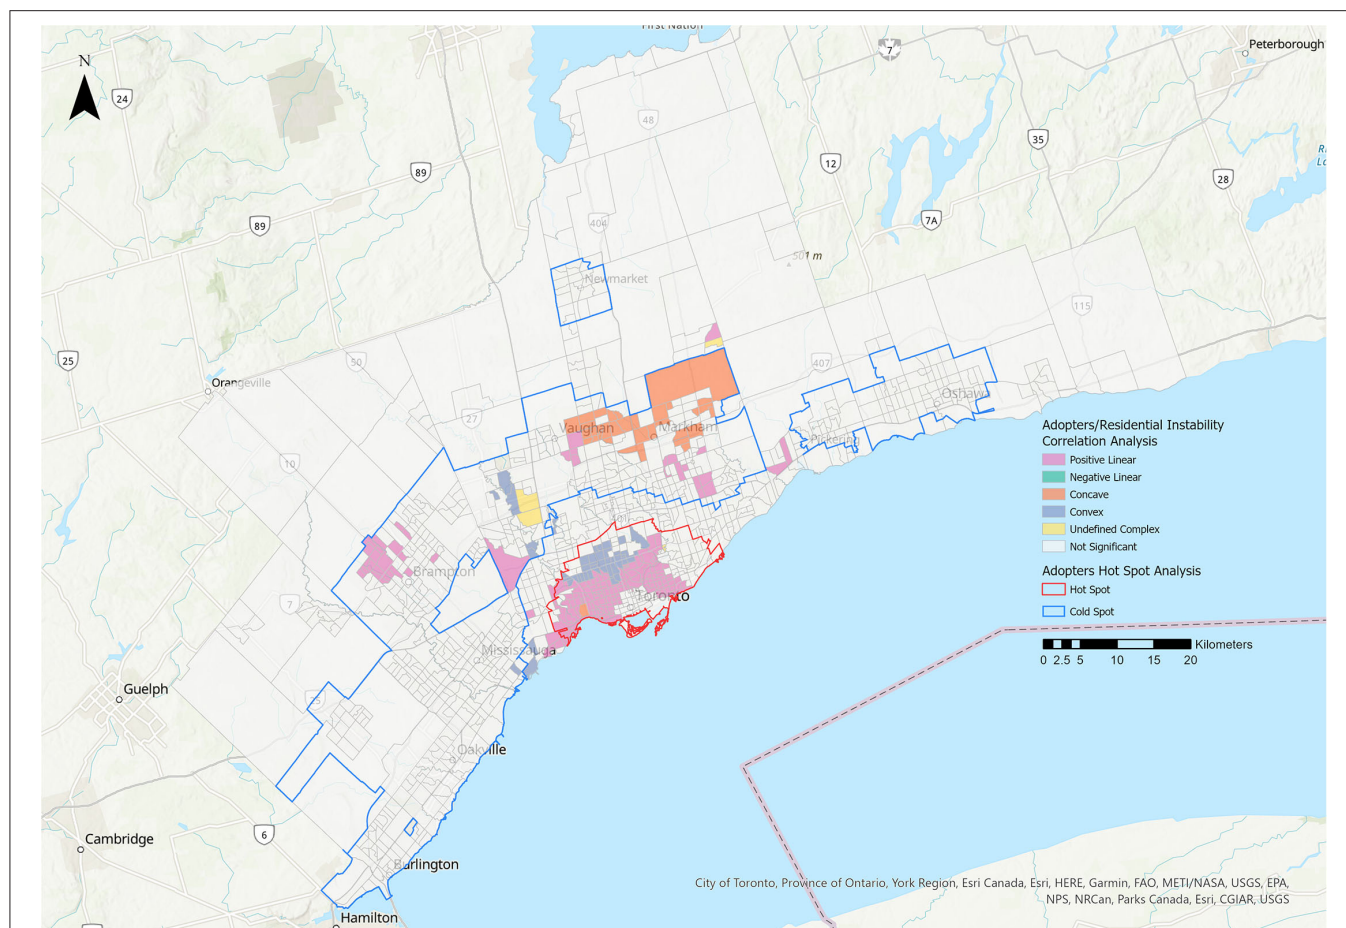 First Nation
N
7
Peterborough
24
48
35
12
89
28
7A
89
404
501 m
Newmarket
115
25
50
407
Orangeville
Oshawa
27
Vaughan
Markham
Pickering
10
Brampton
7
Toronto
Mississauga
Guelph
25
Oakville
6
Cambridge
Burlington
Hamilton
Adopters/Residential Instability
Correlation Analysis
Positive Linear
Negative Linear
Concave
Convex
Undefined Complex
Not Significant
Adopters Hot Spot Analysis
Hot Spot
Cold Spot
Kilometers
0 2.5 5 10 15 20
City of Toronto, Province of Ontario, York Region, Esri Canada, Esri, HERE, Garmin, FAO, METI/NASA, USGS, EPA,
NPS, NRCan, Parks Canada, Esri, CGIAR, USGS